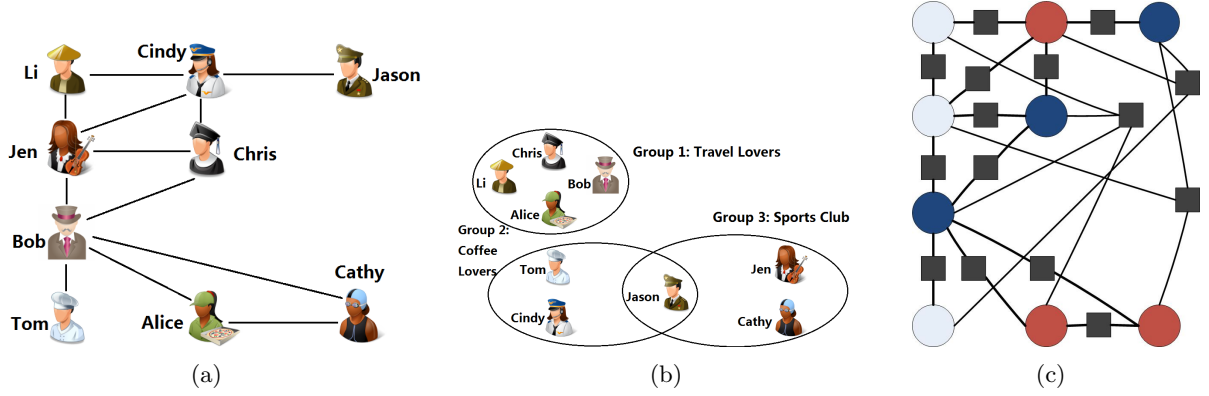 Cindy
Li
Jason
Jen
Chris
Bob
Cathy
Tom
Alice
(a)
Chris
Group 1: Travel Lovers
Li
Bob
Alice
Group 3: Sports Club
Group 2:
Coffee
Lovers
Tom
Jen
Jason
Cindy
Cathy
(b)
(c)